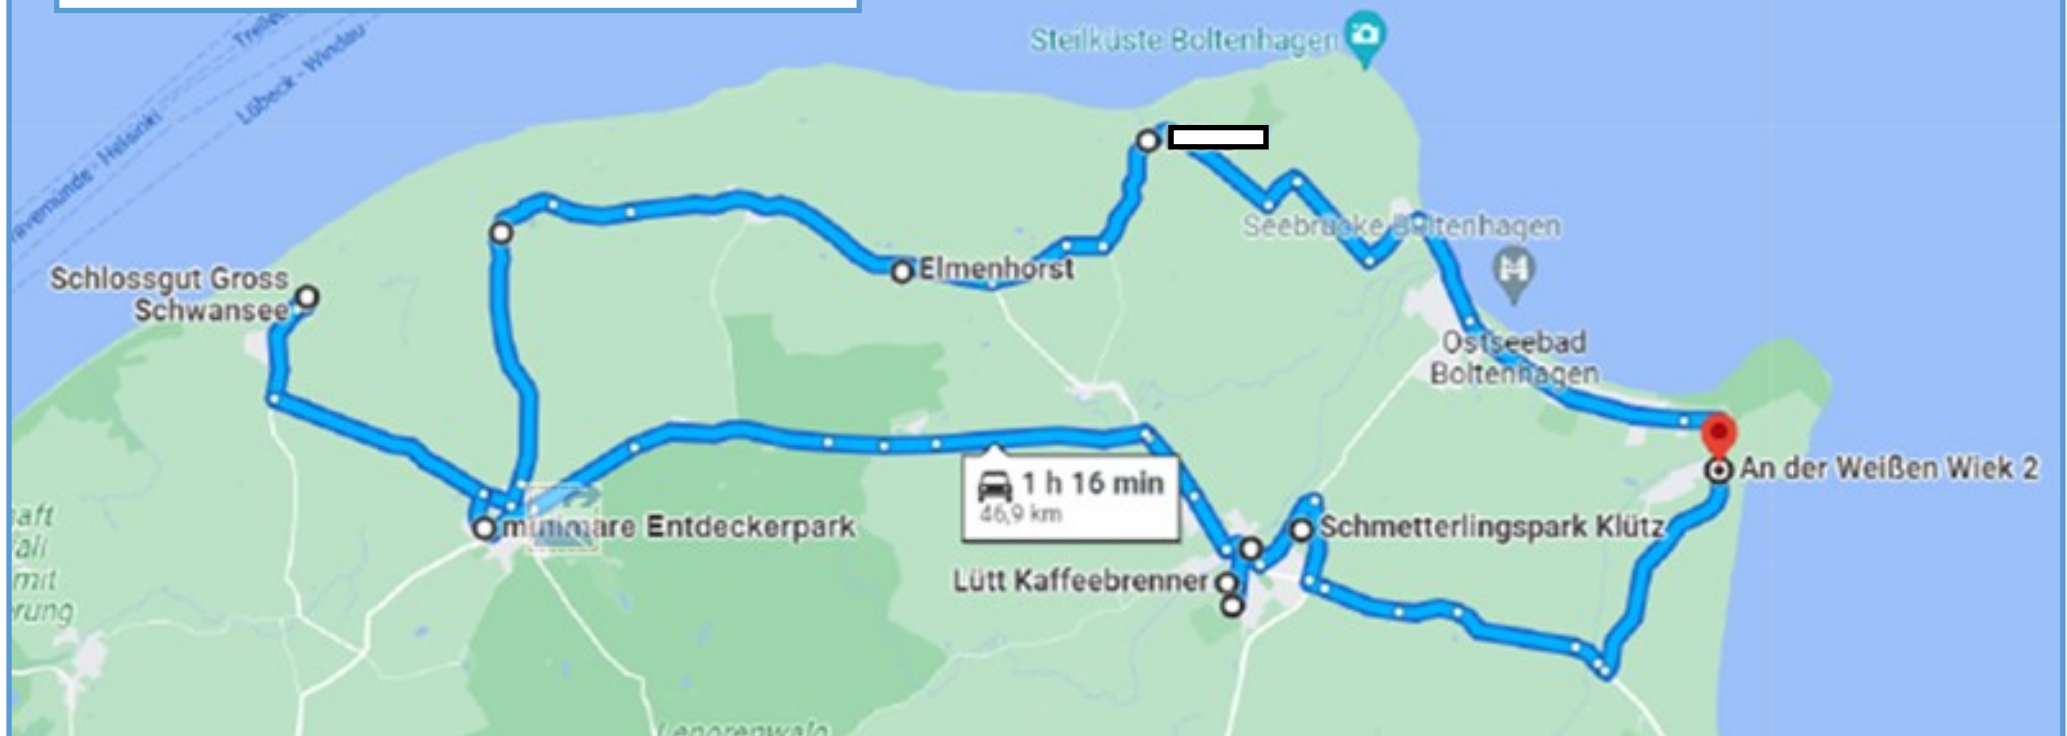 Steilküste Boltenhagen
Lübeck - Windau
Helsinki
Seebrücke Boltenhagen
Elmenhorst
Schlossgut Gross
Schwansee
Ostseebad
Boltenhagen
An der Weißen Wiek 2
1 h 16 min
46,9 km
Entdeckerpark
Schmetterlingspark Klütz
Lütt Kaffeebrenner
mit